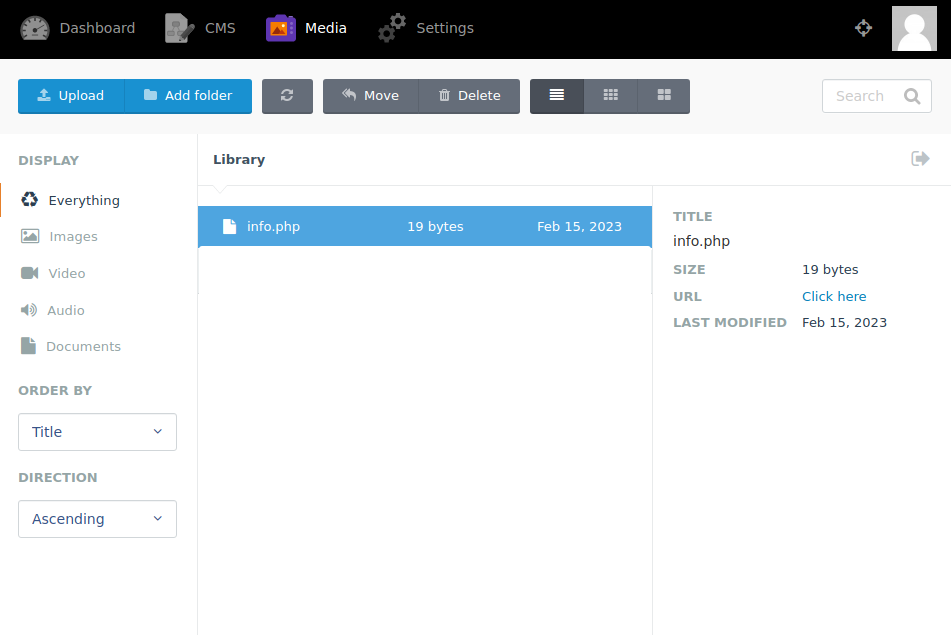 Dashboard CMS Media Settings
Upload Add folder Move Delete Search
DISPLAY
Everything
Images
Video
Audio
Documents
ORDER BY
Title
DIRECTION
Ascending
Library
info.php 19 bytes Feb 15, 2023
TITLE
info.php
SIZE 19 bytes
URL Click here
LAST MODIFIED Feb 15, 2023